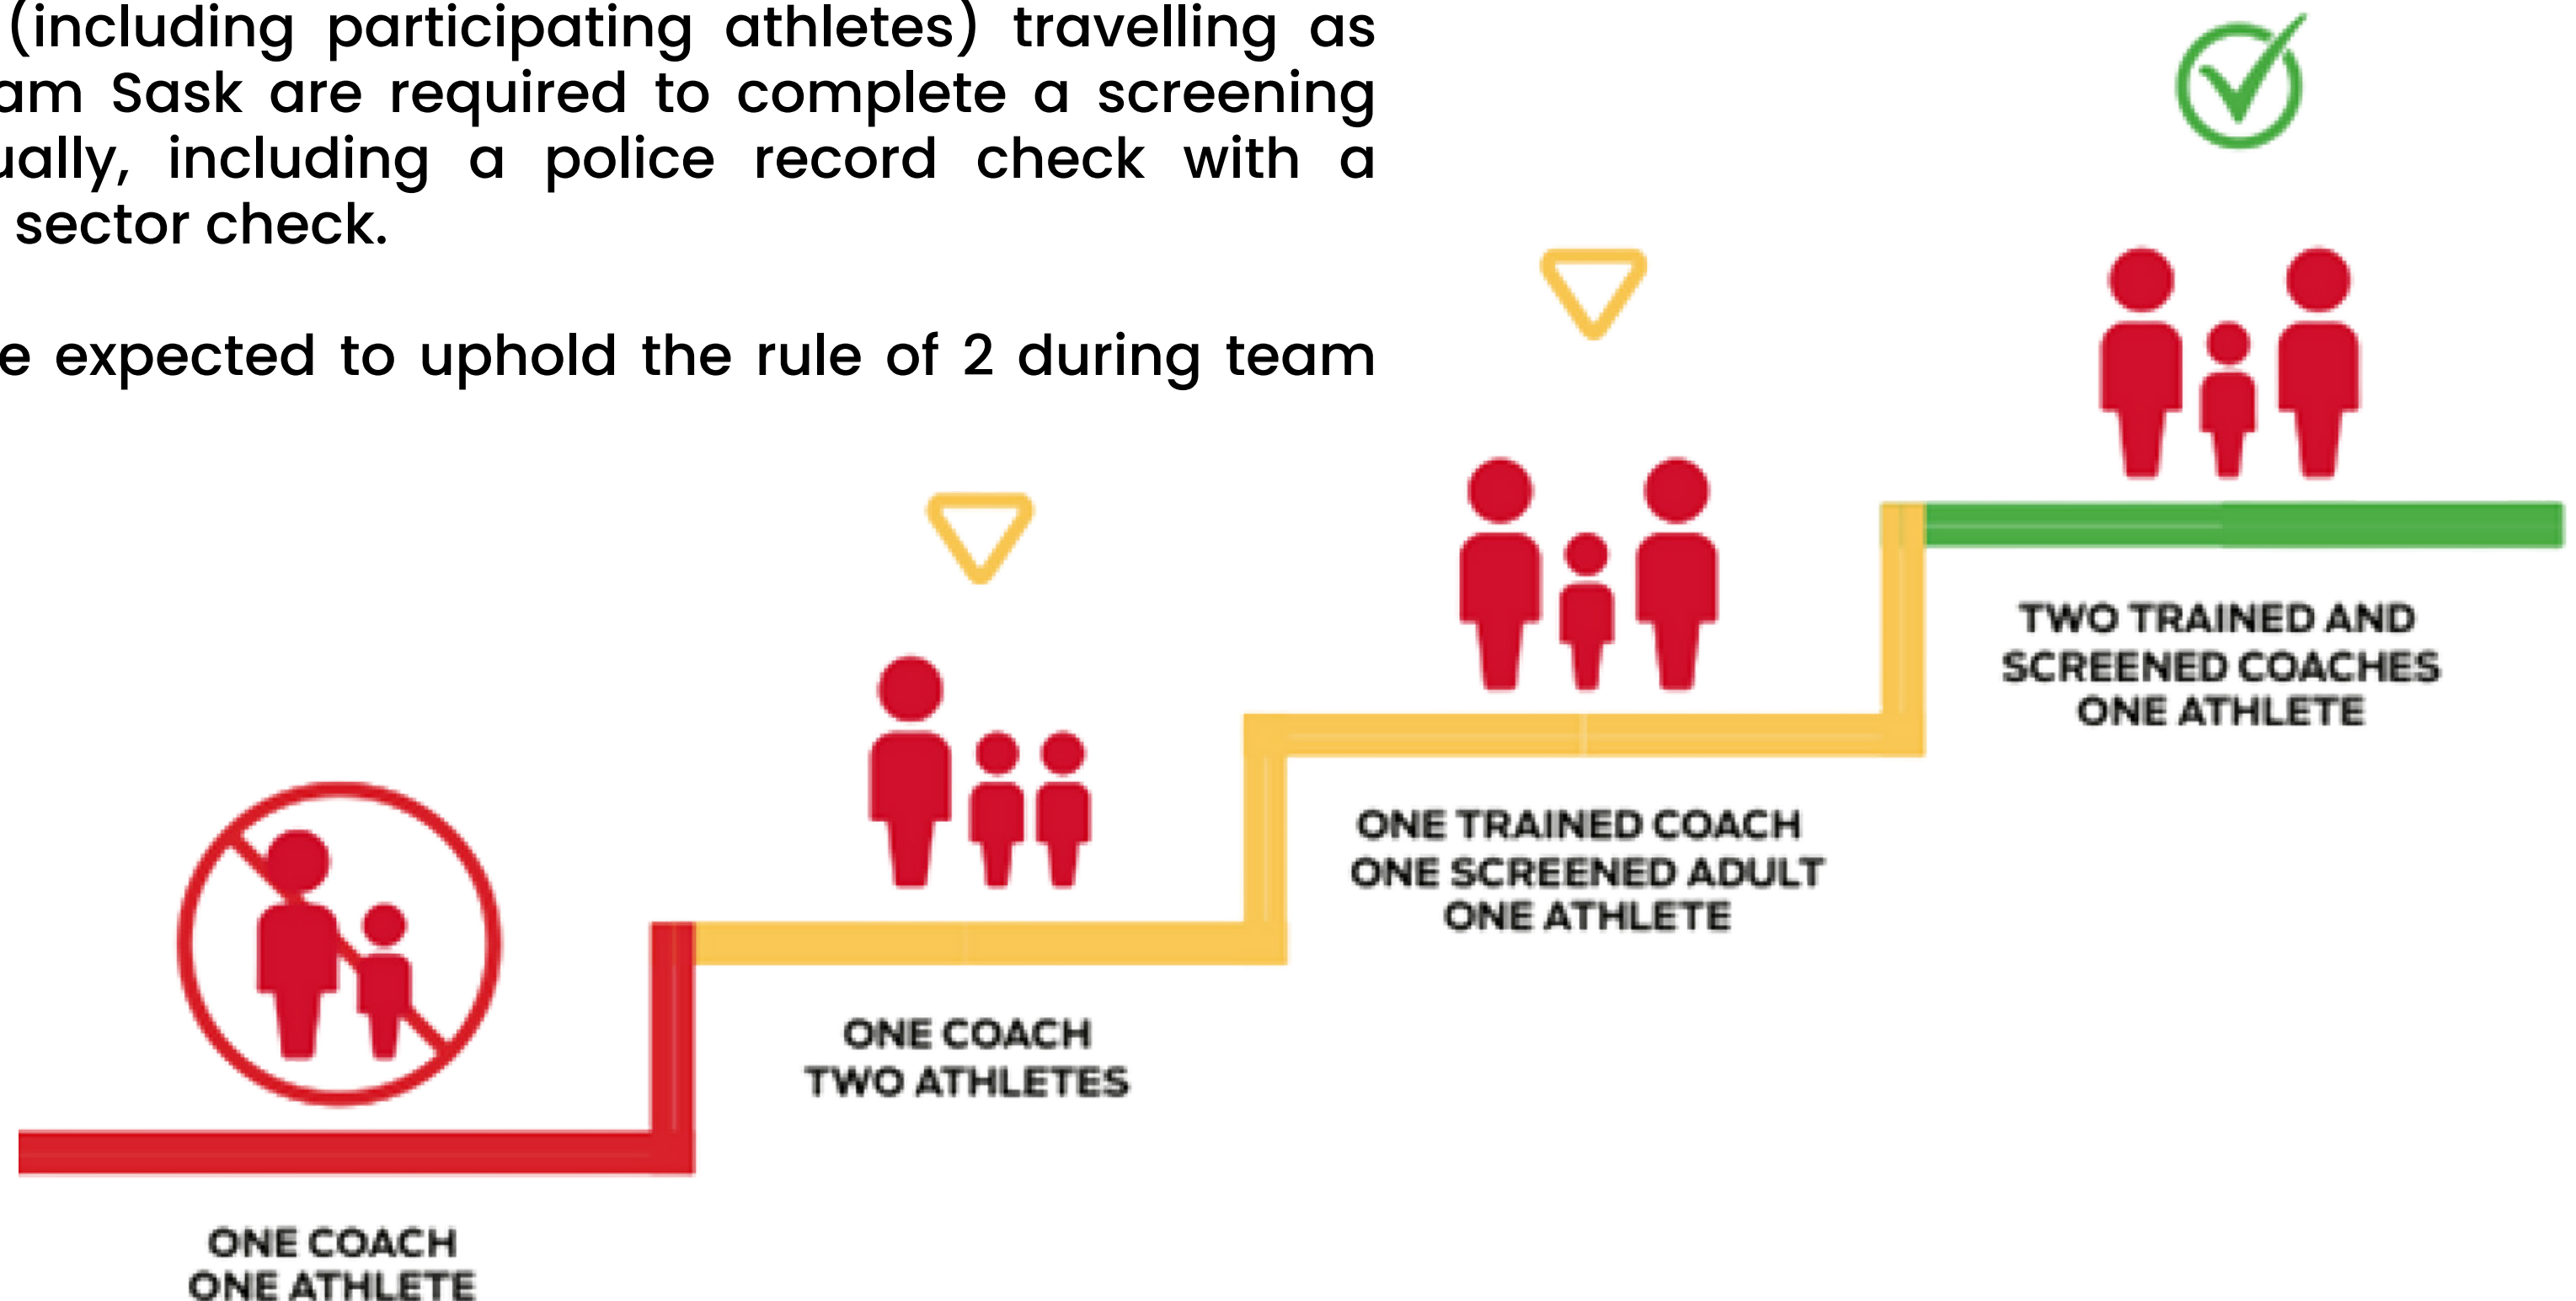 (including participating athletes) travelling as
am Sask are required to complete a screening
ually, including a police record check with a
sector check.
e expected to uphold the rule of 2 during team
TWO TRAINED AND
SCREENED COACHES
ONE ATHLETE
ONE TRAINED COACH
ONE SCREENED ADULT
ONE ATHLETE
ONE COACH
TWO ATHLETES
ONE COACH
ONE ATHLETE